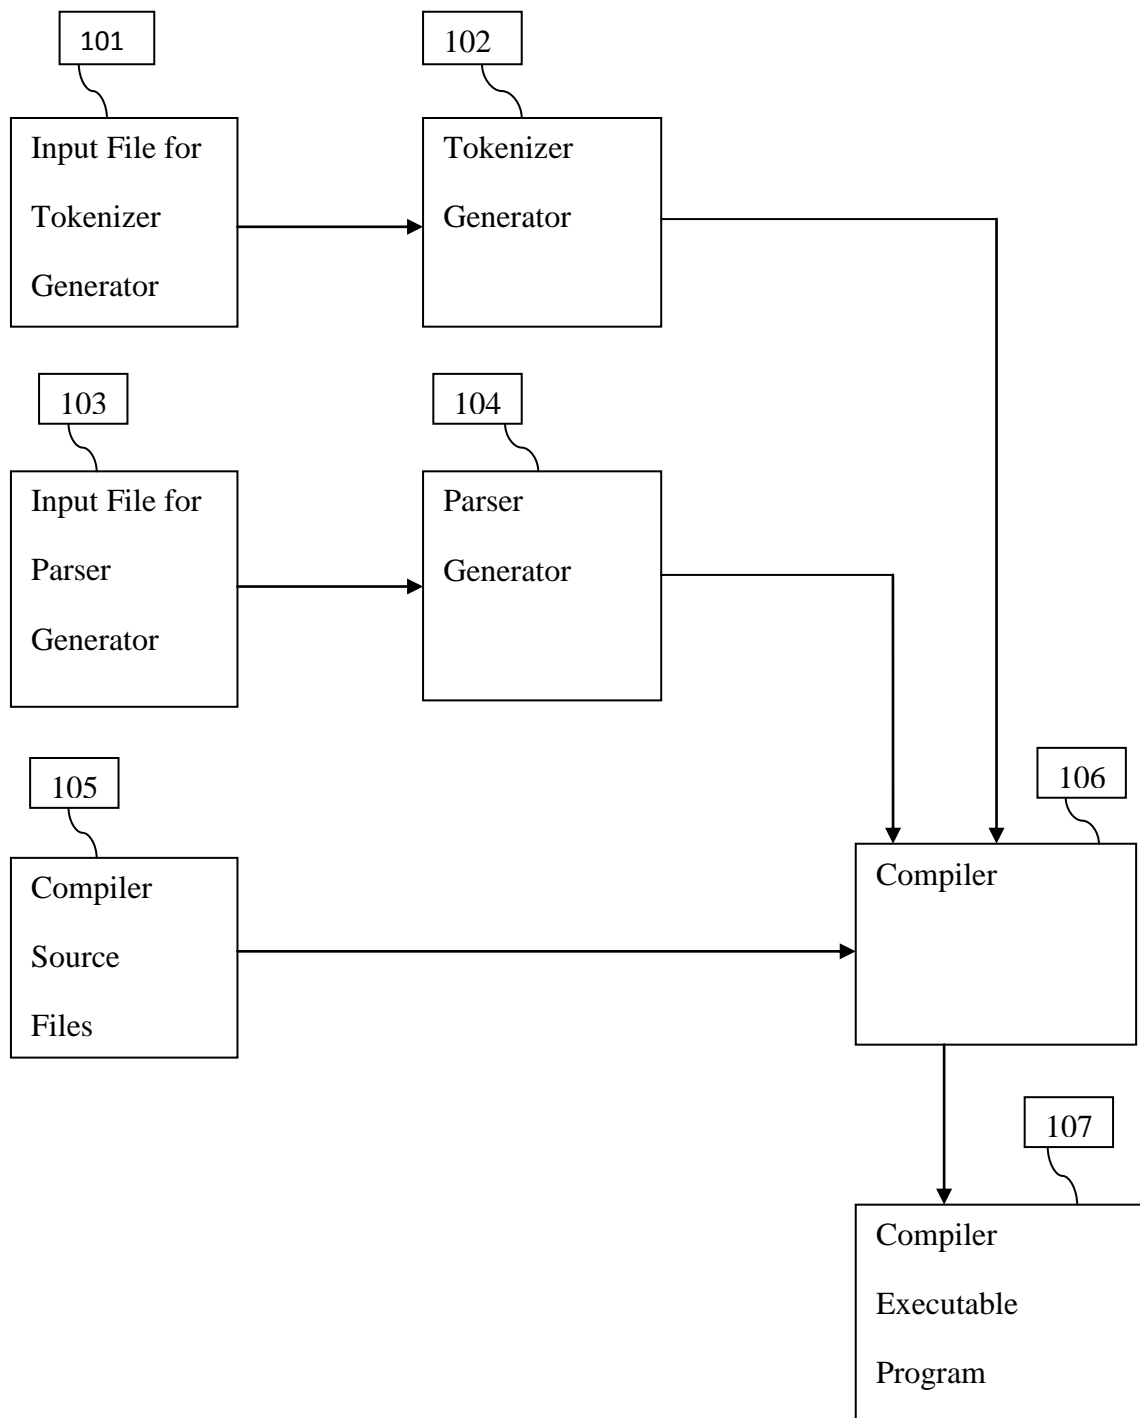 101
102
Input File for
Tokenizer
Generator
Tokenizer
Generator
103
104
Input File for
Parser
Generator
Parser
Generator
105
106
Compiler
Source
Files
Compiler
107
Compiler
Executable
Program